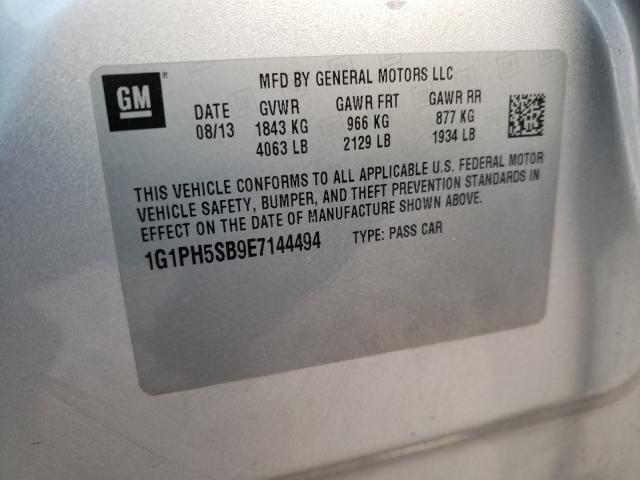 MFD BY GENERAL MOTORS LLC
GM ®
DATE GVWR GAWR FRT GAWR RR
08/13 1843 KG 966 KG 877 KG
4063 LB 2129 LB 1934 LB
THIS VEHICLE CONFORMS TO ALL APPLICABLE U.S. FEDERAL MOTOR
VEHICLE SAFETY, BUMPER, AND THEFT PREVENTION STANDARDS IN
EFFECT ON THE DATE OF MANUFACTURE SHOWN ABOVE.
1G1PH5SB9E7144494 TYPE: PASS CAR